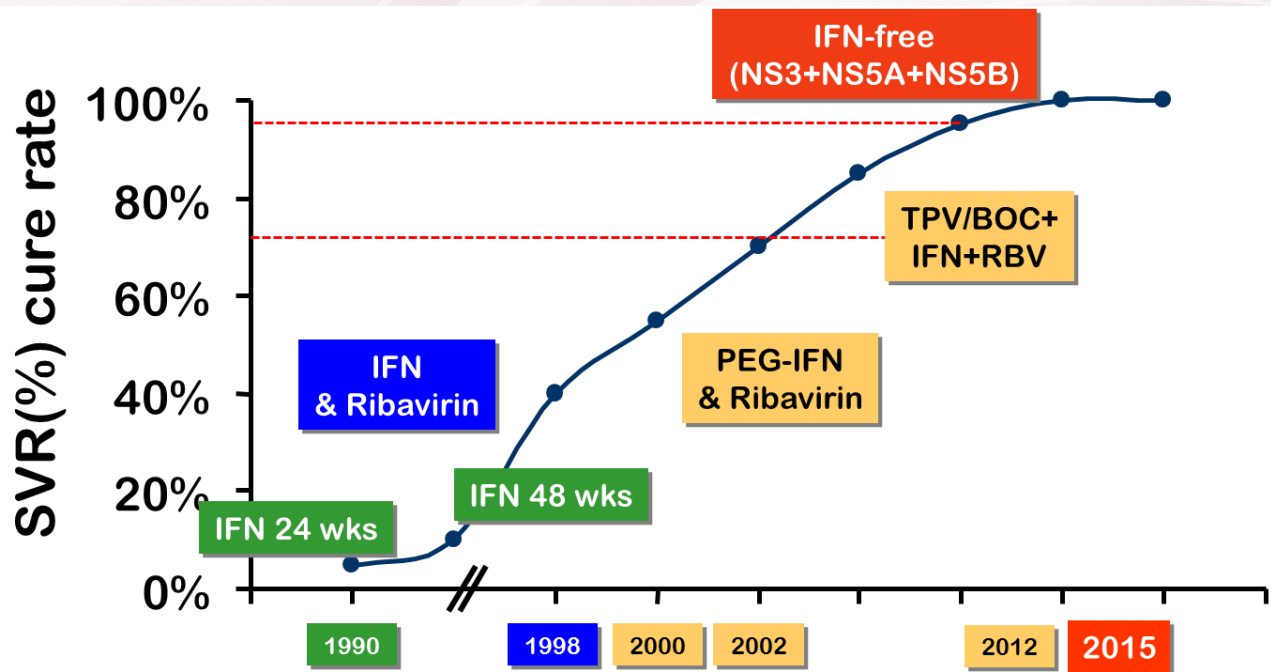 IFN-free
(NS3+NS5A+NS5B)
SVR(%) cure rate
100%
80%
60%
40%
20%
0%
TPV/BOC+
IFN+RBV
PEG-IFN
& Ribavirin
IFN
& Ribavirin
IFN 48 wks
IFN 24 wks
1990
1998
2000
2002
2012
2015